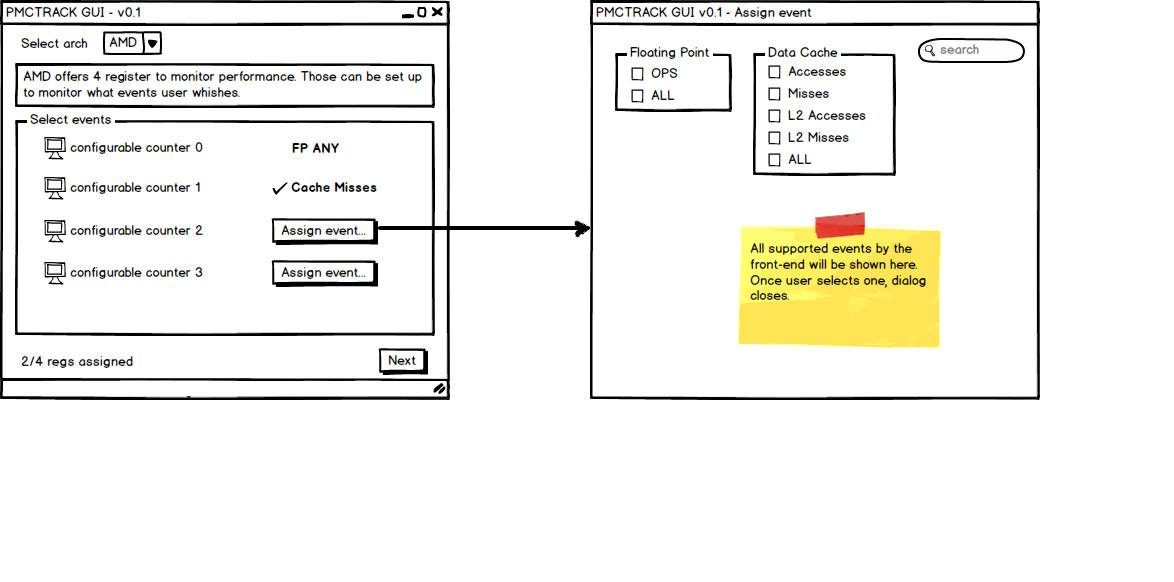 PMCTRACK GUI - v0.1
Select arch AMD
AMD offers 4 register to monitor performance. Those can be set up
to monitor what events user whishes.
Select events
configurable counter 0 FP ANY
configurable counter 1 Cache Misses
configurable counter 2 Assign event...
configurable counter 3 Assign event...
2/4 regs assigned Next
PMCTRACK GUI v0.1 - Assign event
search
Floating Point
OPS
ALL
Data Cache
Accesses
Misses
L2 Accesses
L2 Misses
ALL
All supported events by the
front-end will be shown here.
Once user selects one, dialog
closes.